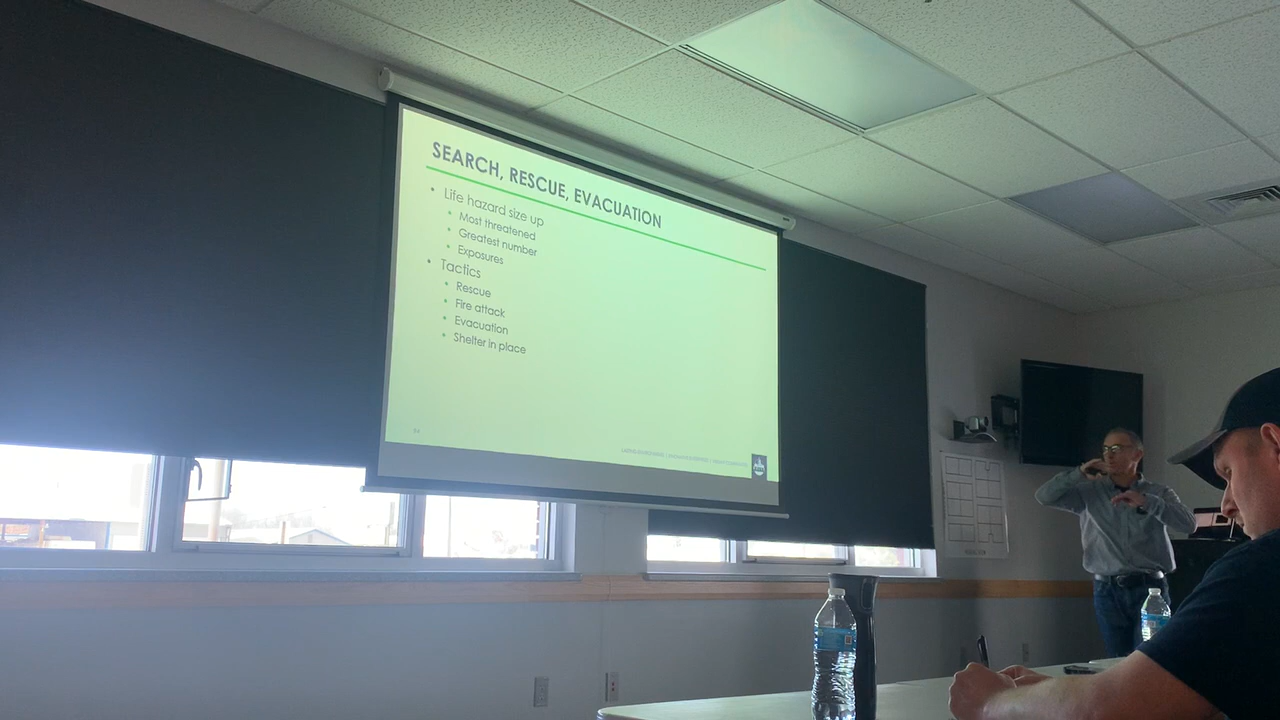 SEARCH, RESCUE, EVACUATION
• Life hazard size up
• Most threatened
• Greatest number
• Exposures
• Tactics
• Rescue
• Fire attack
• Evacuation
• Shelter in place